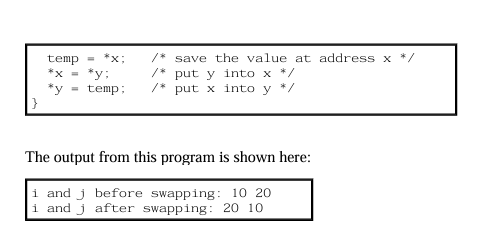 temp = *x;   /* save the value at address x */
*x = *y;     /* put y into x */
*y = temp;   /* put x into y */
}
The output from this program is shown here:
i and j before swapping: 10 20
i and j after swapping: 20 10